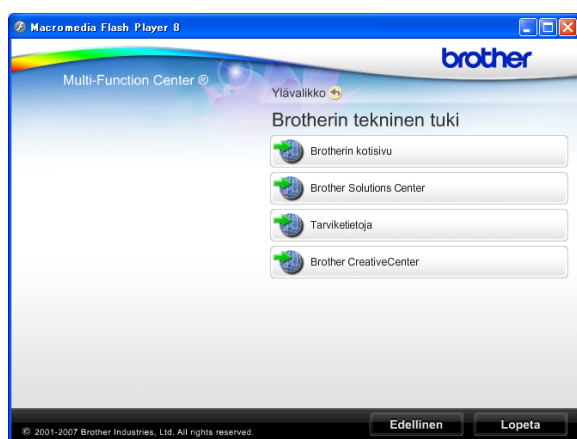 Macromedia Flash Player 8
brother
Multi-Function Center ®
Ylävalikko
Brotherin tekninen tuki
Brotherin kotisivu
Brother Solutions Center
Tarviketietoja
Brother CreativeCenter
Edellinen
Lopeta
© 2001-2007 Brother Industries, Ltd. All rights reserved.